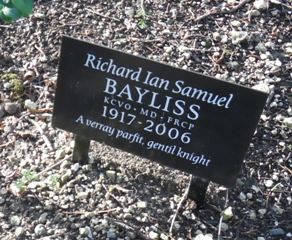 Richard Ian Samuel
BAYLISS
KCVO · MD · FRCP
1917 - 2006
A verray parfit, gentil knight